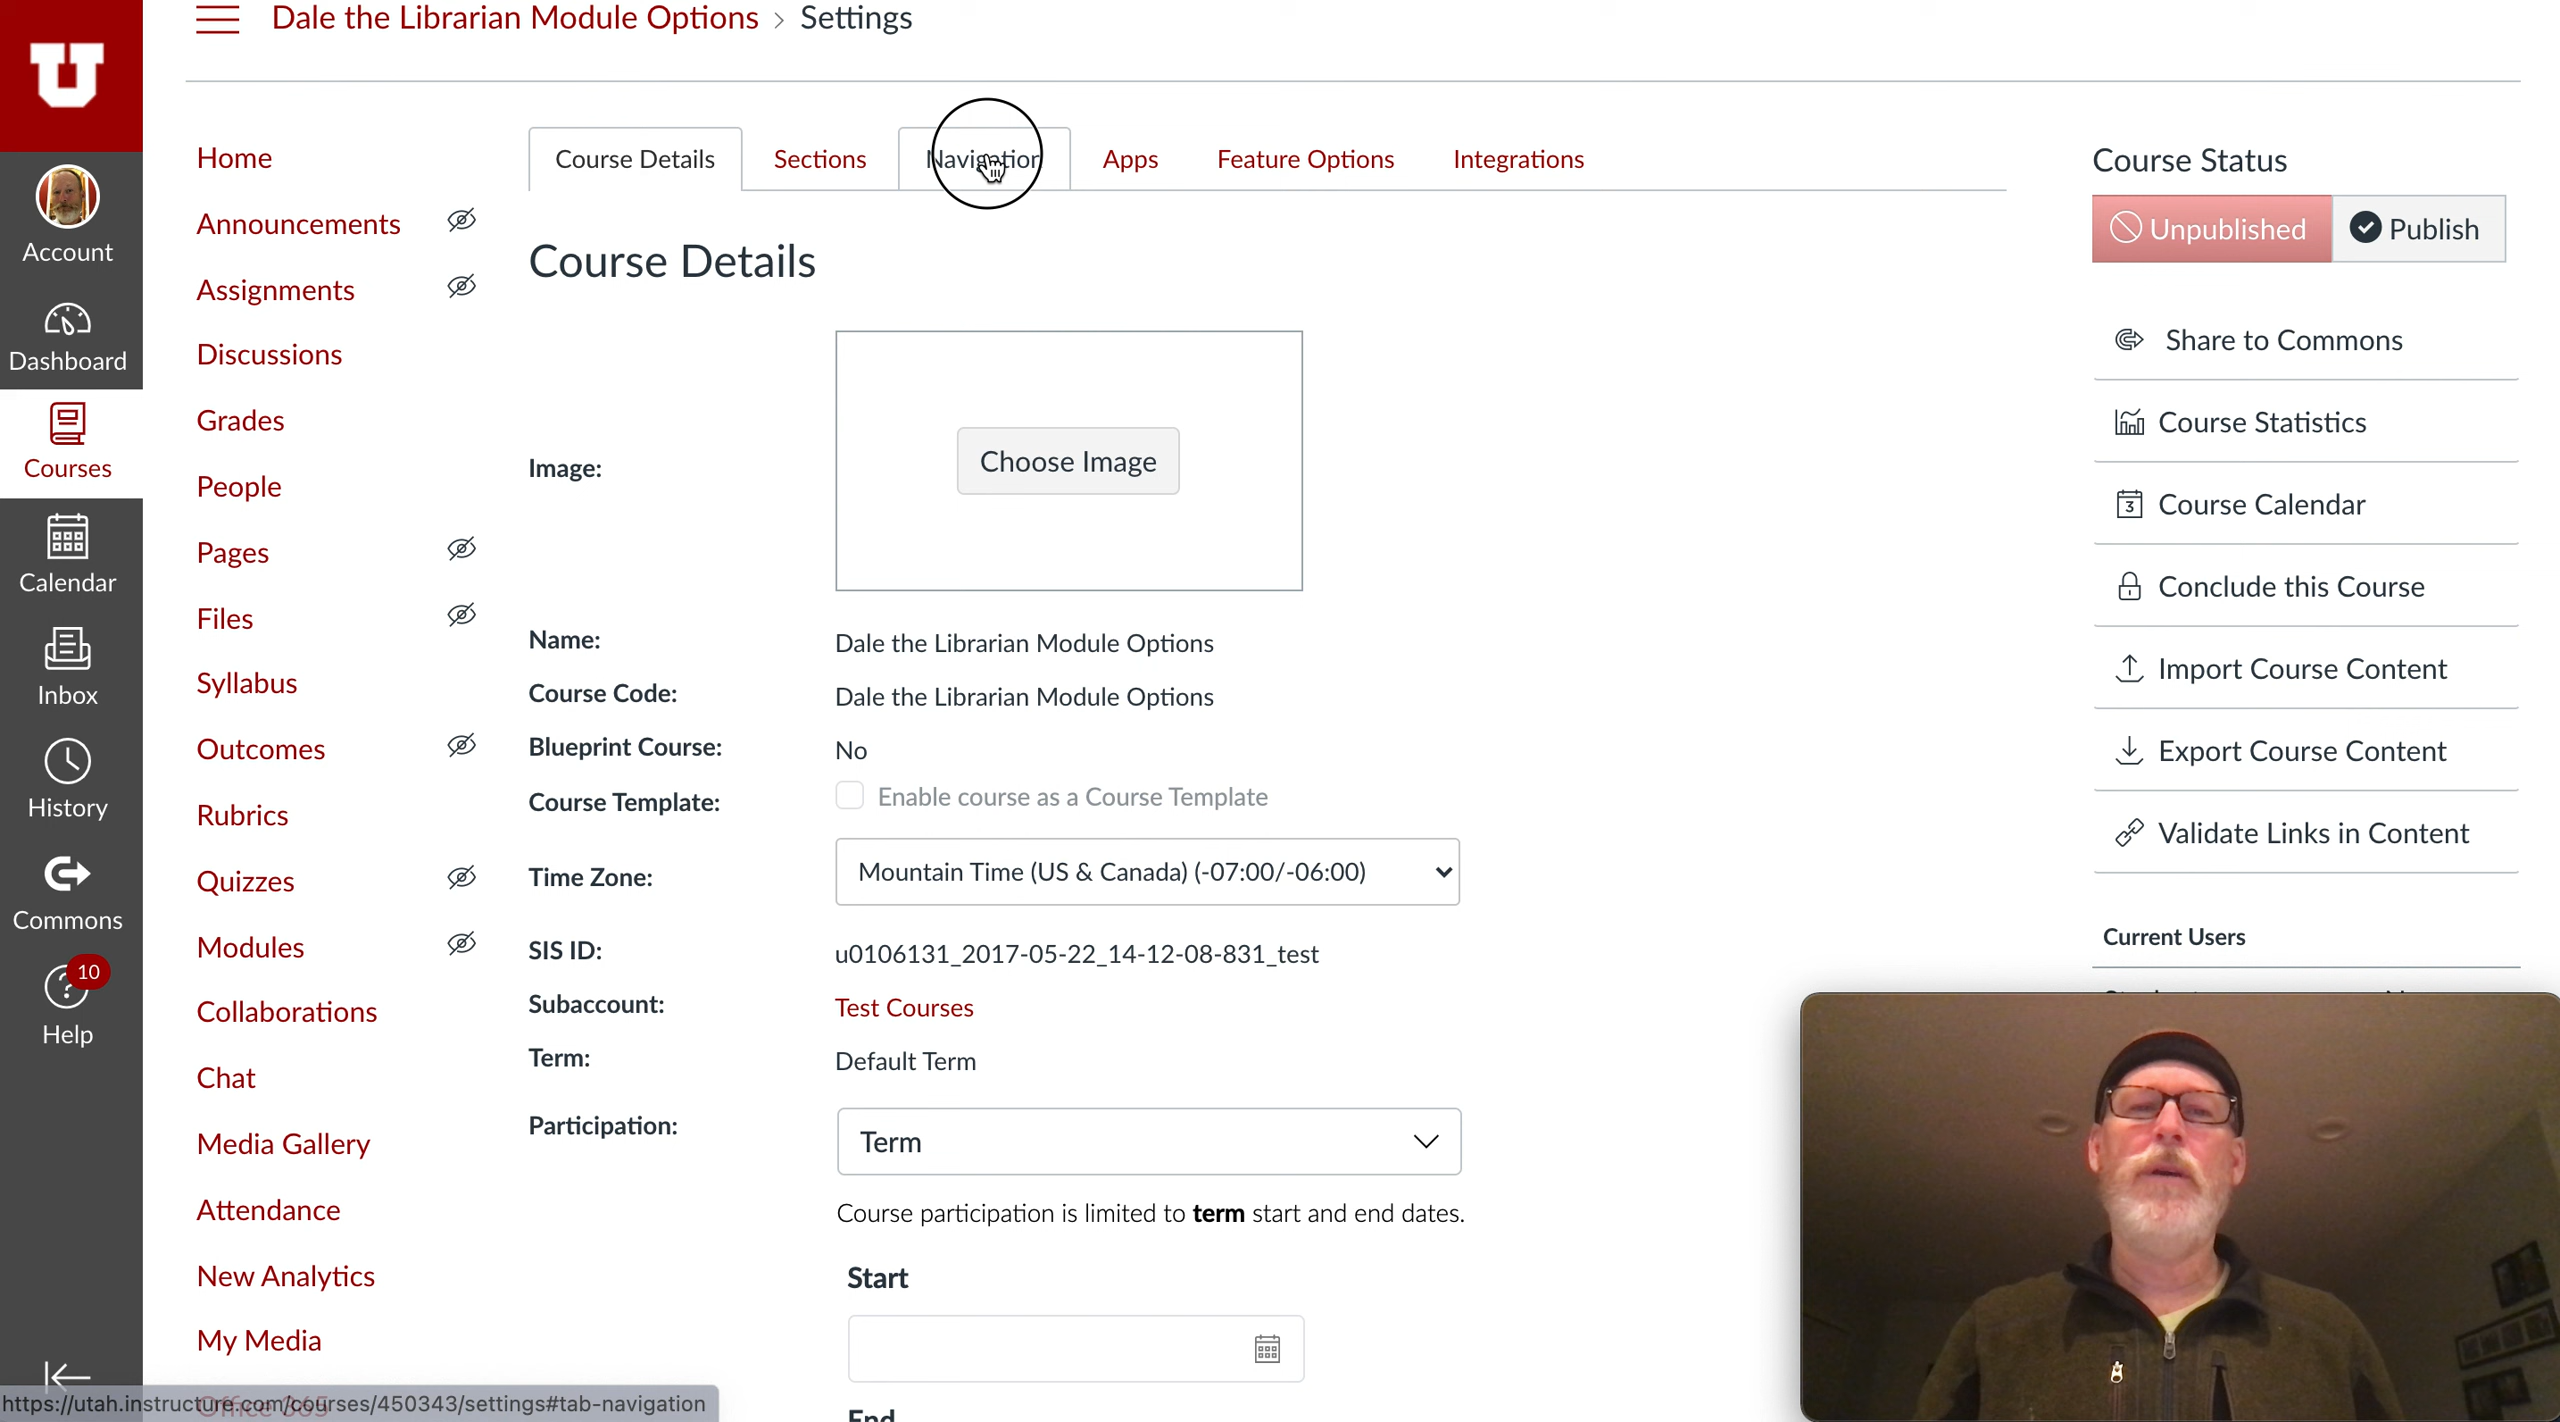 Dale the Librarian Module Options > Settings
U
Account
Dashboard
Courses
Calendar
Inbox
History
Commons
10
Help
Home
Announcements
Assignments
Discussions
Grades
People
Pages
Files
Syllabus
Outcomes
Rubrics
Quizzes
Modules
Collaborations
Chat
Media Gallery
Attendance
New Analytics
My Media
Office 365
https://utah.instructure.com/courses/450343/settings#tab-navigation
Course Details Sections Navigation Apps Feature Options Integrations
Course Details
Image:
Choose Image
Name: Dale the Librarian Module Options
Course Code: Dale the Librarian Module Options
Blueprint Course: No
Course Template: Enable course as a Course Template
Time Zone: Mountain Time (US & Canada) (-07:00/-06:00)
SIS ID: u0106131_2017-05-22_14-12-08-831_test
Subaccount: Test Courses
Term: Default Term
Participation: Term
Course participation is limited to term start and end dates.
Start
End
Course Status
Unpublished Publish
Share to Commons
Course Statistics
3 Course Calendar
Conclude this Course
Import Course Content
Export Course Content
Validate Links in Content
Current Users